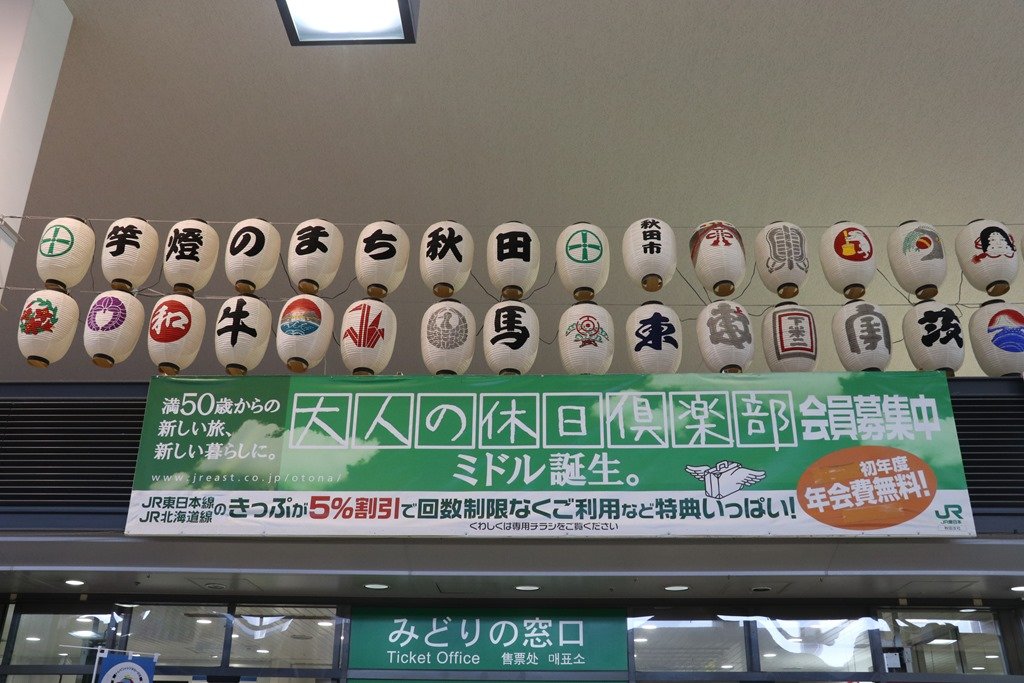 竿燈のまち秋田
秋田市
和 牛 馬 東
満50歳からの
新しい旅、
新しい暮らしに。
www.jreast.co.jp/otona/
大人の休日倶楽部 会員募集中
ミドル誕生。
初年度
年会費無料!
JR東日本線
JR北海道線
のきっぷが5%割引で回数制限なくご利用など特典いっぱい!
くわしくは専用チラシをご覧ください
JR
JR東日本
みどりの窓口
Ticket Office 售票处 매표소